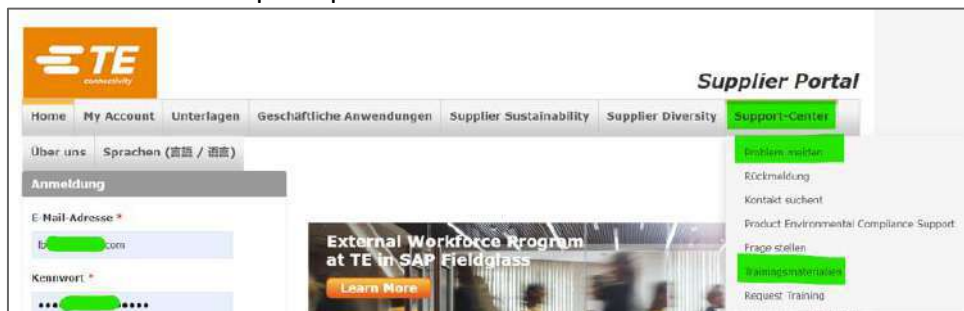 TE
connectivity
Supplier Portal
Home My Account Unterlagen Geschäftliche Anwendungen Supplier Sustainability Supplier Diversity Support-Center
Über uns Sprachen (言語 / 语言)
Problem melden
Rückmeldung
Kontakt suchent
Product Environmental Compliance Support
Frage stellen
Trainingsmaterialien
Request Training
Anmeldung
E-Mail-Adresse *
com
Kennwort *
External Workforce Program
at TE in SAP Fieldglass
Learn More